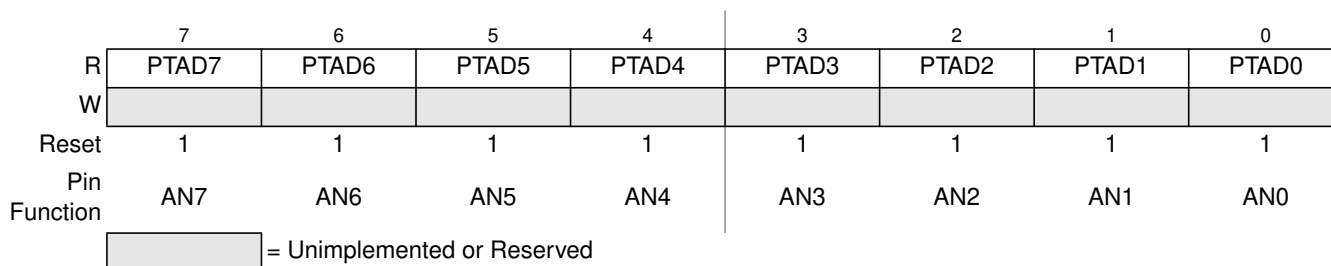 7 6 5 4 3 2 1 0
R PTAD7 PTAD6 PTAD5 PTAD4 PTAD3 PTAD2 PTAD1 PTAD0
W
Reset 1 1 1 1 1 1 1 1
Pin
Function AN7 AN6 AN5 AN4 AN3 AN2 AN1 AN0
= Unimplemented or Reserved